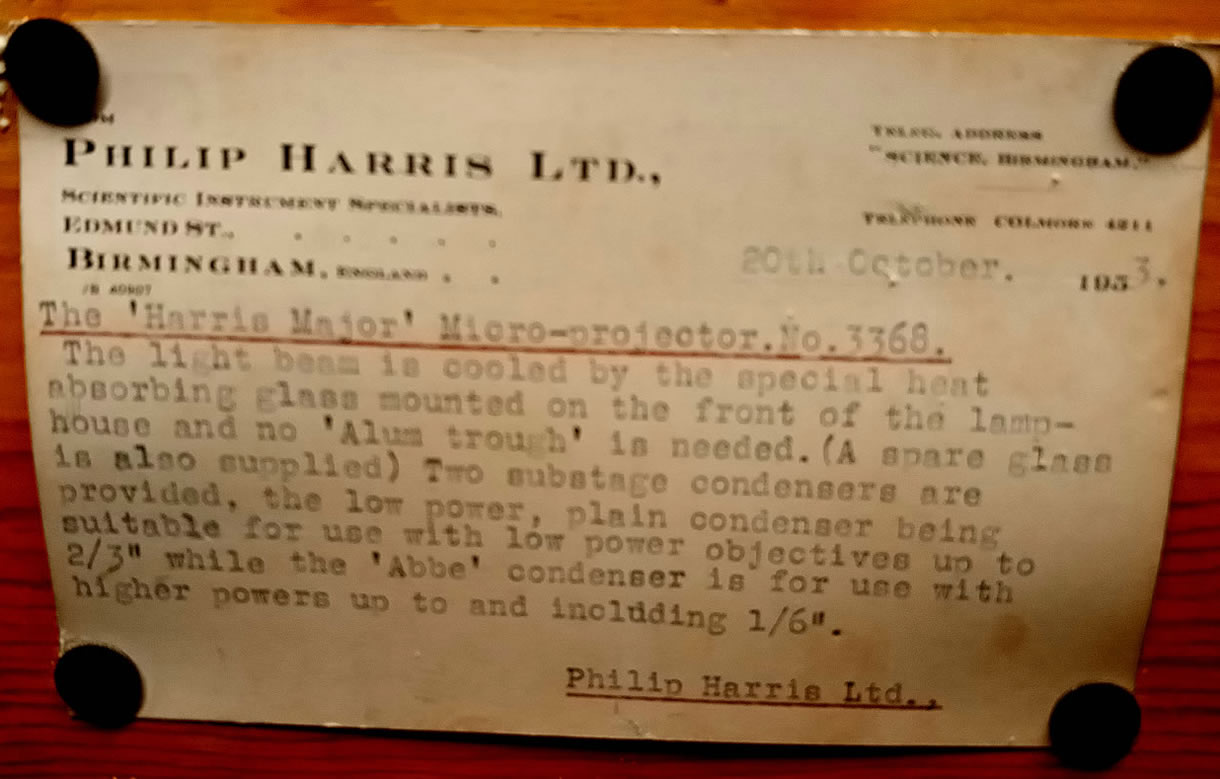 PHILIP HARRIS LTD.,
SCIENTIFIC INSTRUMENT SPECIALISTS,
EDMUND ST., . . . . .
BIRMINGHAM, ENGLAND . .
TELEG. ADDRESS
"SCIENCE, BIRMINGHAM,"
TELEPHONE COLMORE 4211
20th October. 1953.
The 'Harris Major' Micro-projector.No.3368.
The light beam is cooled by the special heat
absorbing glass mounted on the front of the lamp-
house and no 'Alum trough' is needed.(A spare glass
is also supplied) Two substage condensers are
provided, the low power, plain condenser being
suitable for use with low power objectives up to
2/3" while the 'Abbe' condenser is for use with
higher powers up to and including 1/6".
Philip Harris Ltd.,